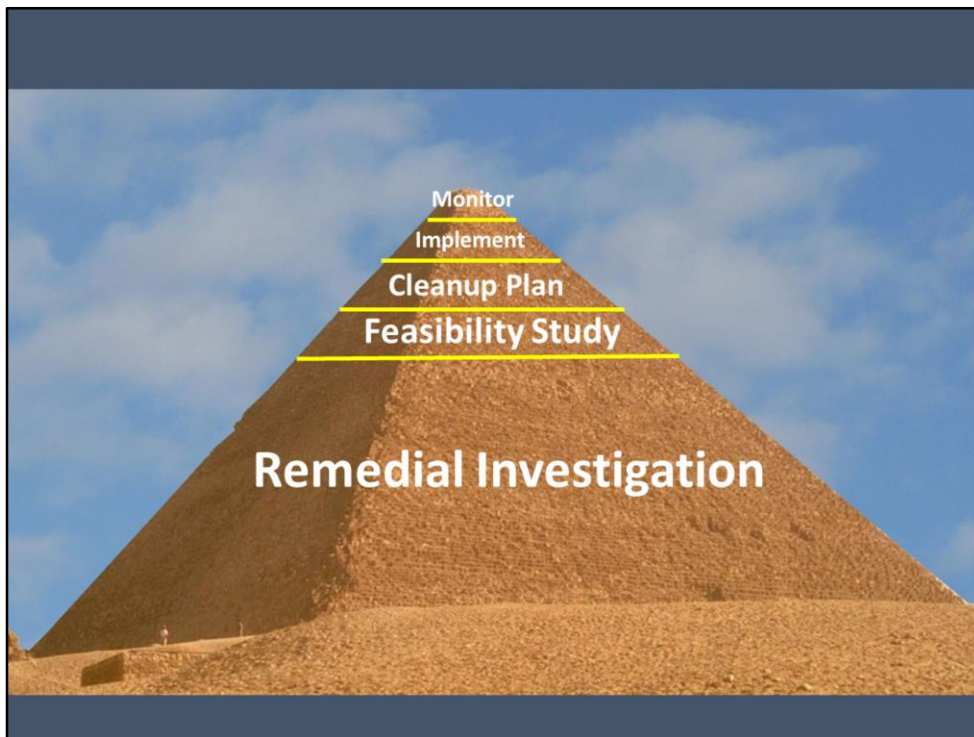 Monitor
Implement
Cleanup Plan
Feasibility Study
Remedial Investigation